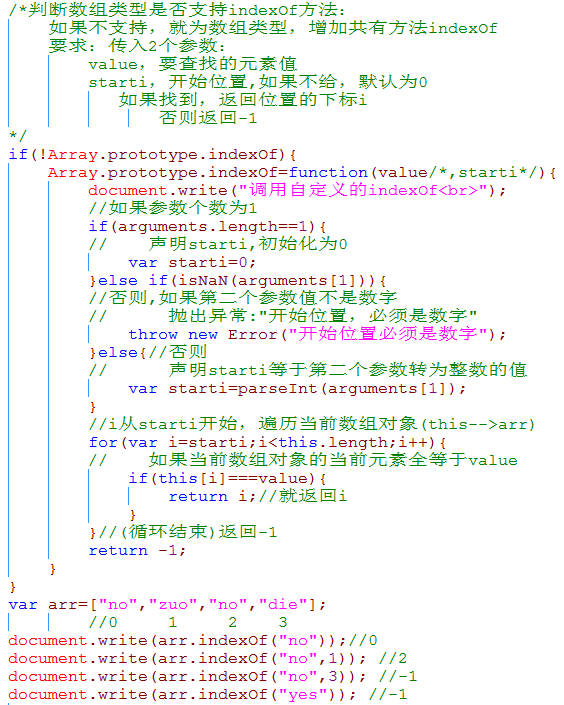 /*判断数组类型是否支持indexOf方法：
如果不支持，就为数组类型，增加共有方法indexOf
要求：传入2个参数：
value，要查找的元素值
starti，开始位置,如果不给，默认为0
如果找到，返回位置的下标i
否则返回-1
*/
if(!Array.prototype.indexOf){
Array.prototype.indexOf=function(value/*,starti*/){
document.write("调用自定义的indexOf<br>");
//如果参数个数为1
if(arguments.length==1){
// 声明starti,初始化为0
var starti=0;
}else if(isNaN(arguments[1])){
//否则,如果第二个参数值不是数字
// 抛出异常:"开始位置，必须是数字"
throw new Error("开始位置必须是数字");
}else{//否则
// 声明starti等于第二个参数转为整数的值
var starti=parseInt(arguments[1]);
}
//i从starti开始，遍历当前数组对象(this-->arr)
for(var i=starti;i<this.length;i++){
// 如果当前数组对象的当前元素全等于value
if(this[i]===value){
return i;//就返回i
}
}//(循环结束)返回-1
return -1;
}
}
var arr=["no","zuo","no","die"];
//0 1 2 3
document.write(arr.indexOf("no"));//0
document.write(arr.indexOf("no",1)); //2
document.write(arr.indexOf("no",3)); //-1
document.write(arr.indexOf("yes")); //-1